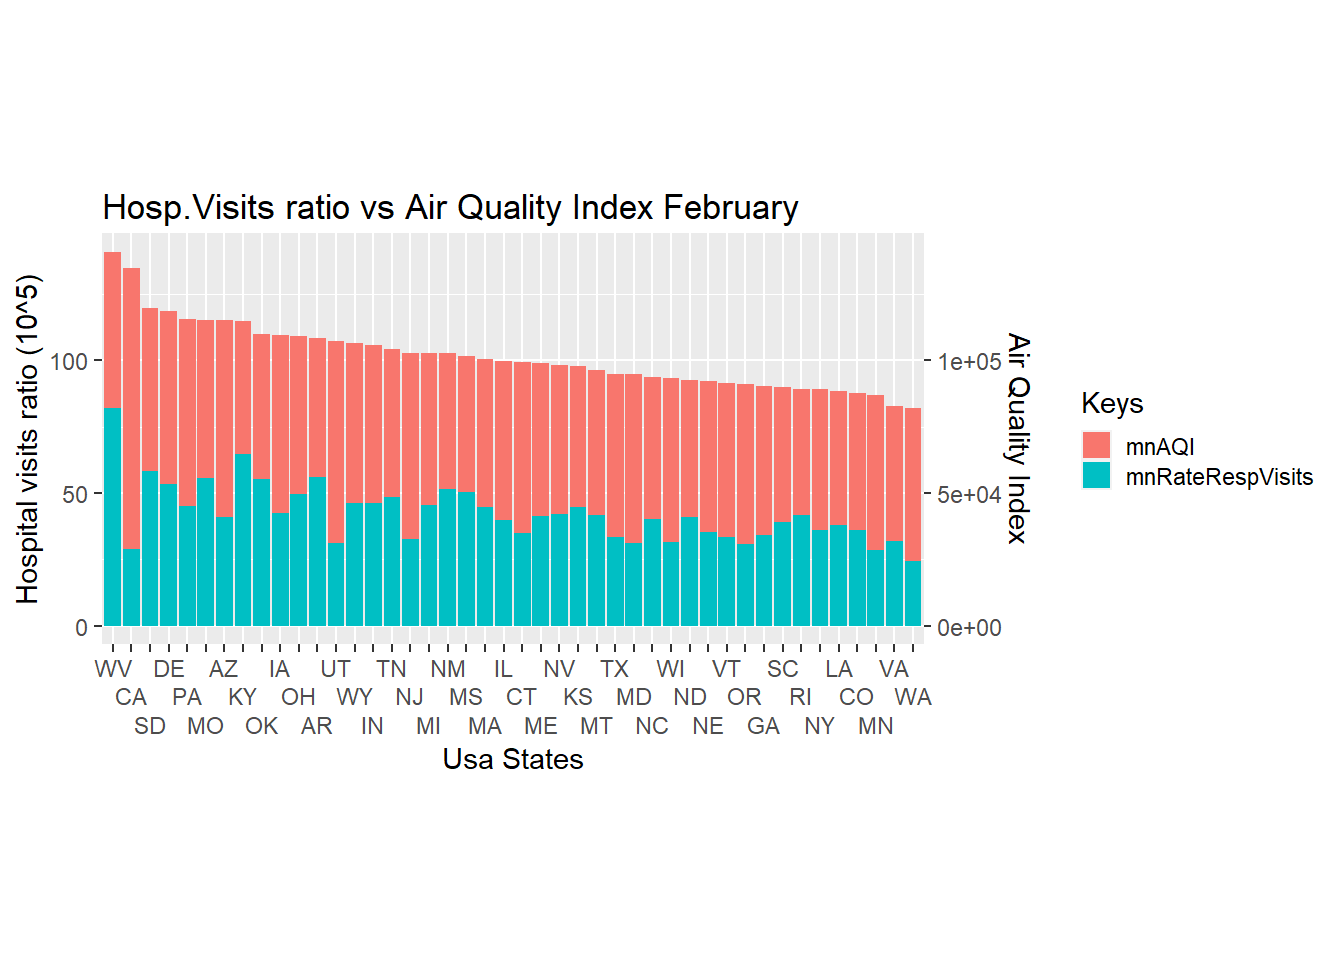 Hosp.Visits ratio vs Air Quality Index February
Hospital visits ratio (10^5)
100
50
0
1e+05
5e+04
0e+00
Air Quality Index
Keys
mnAQI
mnRateRespVisits
WV DE AZ IA UT TN NM IL NV TX WI VT SC LA VA
CA PA KY OH WY NJ MS CT KS MD ND OR RI CO WA
SD MO OK AR IN MI MA ME MT NC NE GA NY MN
Usa States